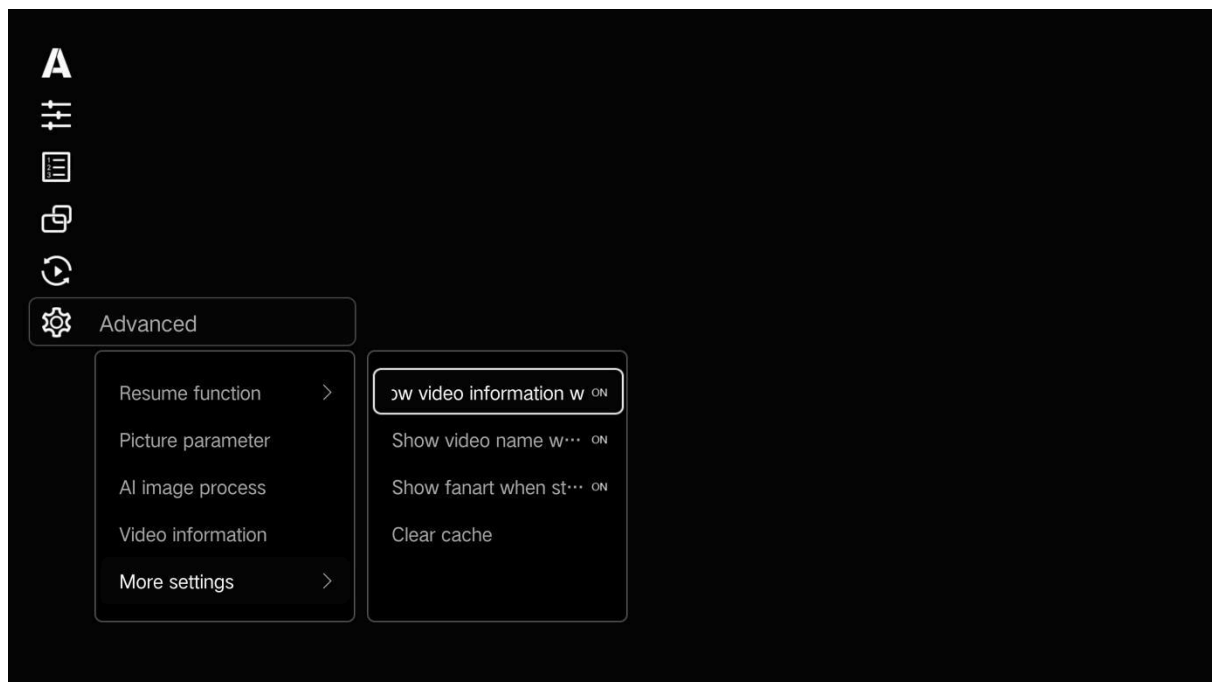 Advanced
Resume function
Picture parameter
AI image process
Video information
More settings
ow video information w ON
Show video name w··· ON
Show fanart when st··· ON
Clear cache